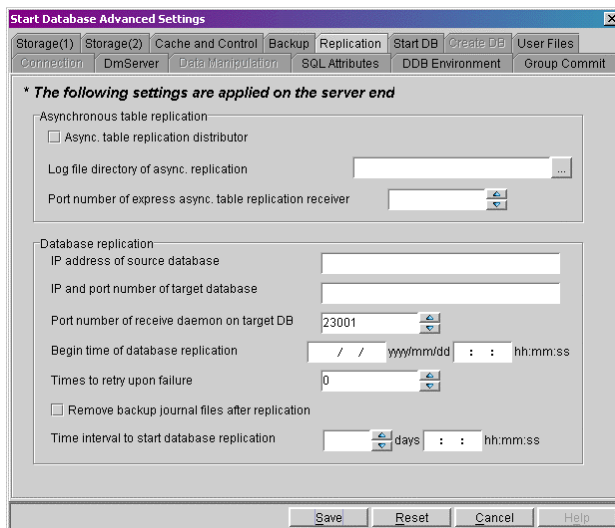 Start Database Advanced Settings
Storage(1) Storage(2) Cache and Control Backup Replication Start DB Create DB User Files
Connection DmServer Data Manipulation SQL Attributes DDB Environment Group Commit
* The following settings are applied on the server end
Asynchronous table replication
Async. table replication distributor
Log file directory of async. replication ...
Port number of express async. table replication receiver
Database replication
IP address of source database
IP and port number of target database
Port number of receive daemon on target DB 23001
Begin time of database replication / / yyyy/mm/dd : : hh:mm:ss
Times to retry upon failure 0
Remove backup journal files after replication
Time interval to start database replication days : : hh:mm:ss
Save Reset Cancel Help